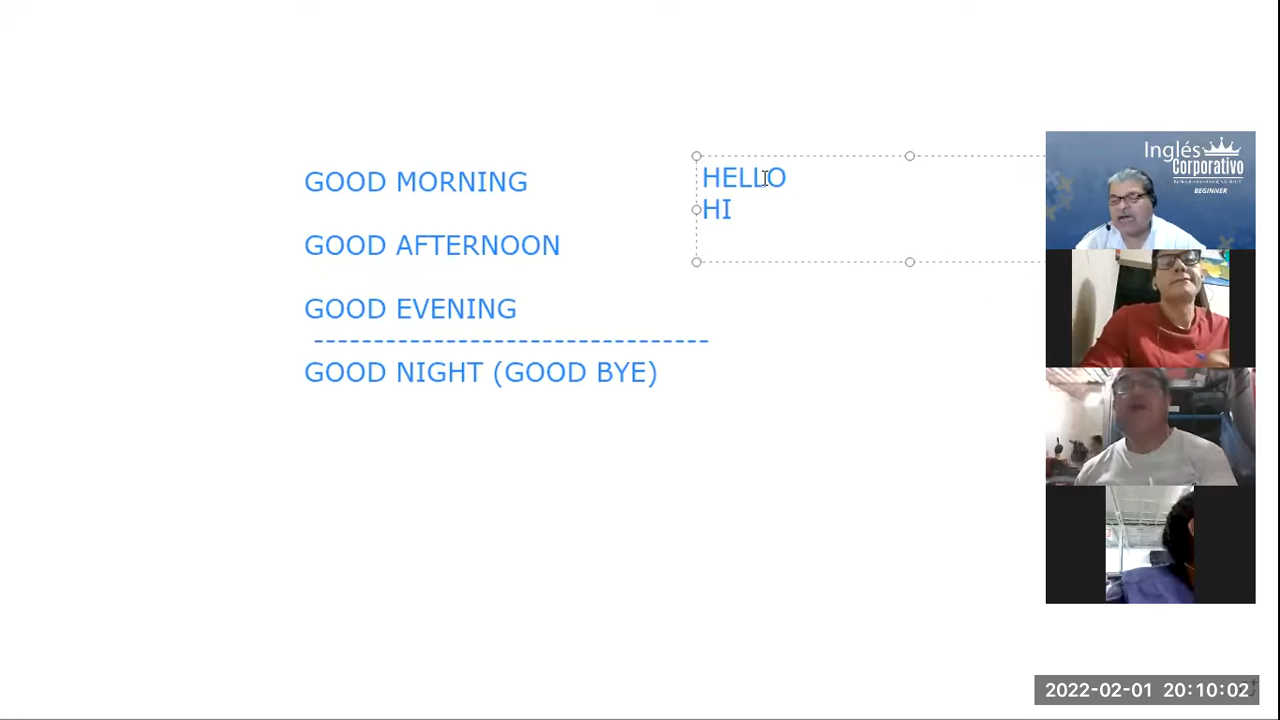 GOOD MORNING
GOOD AFTERNOON
GOOD EVENING
---------------------------------
GOOD NIGHT (GOOD BYE)
HELLO
HI
Inglés
Corporativo
BEGINNER
2022-02-01 20:10:02